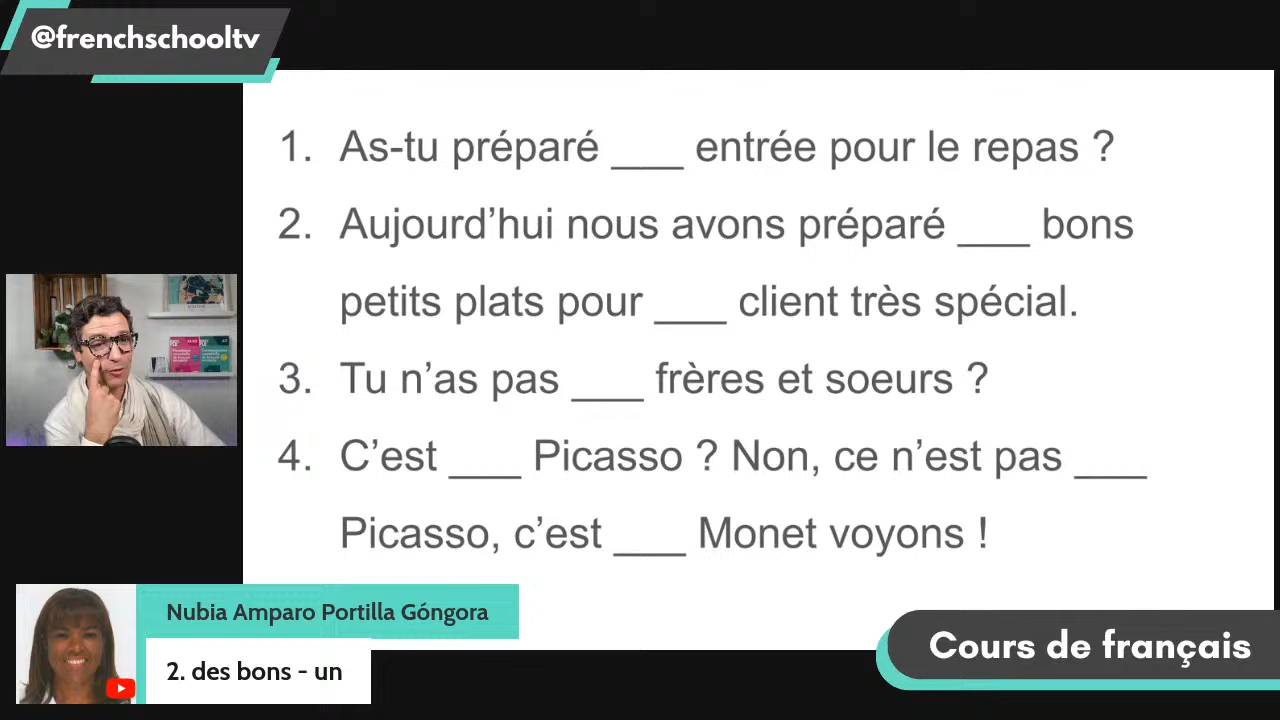 @frenchschooltv
1. As-tu préparé ___ entrée pour le repas ?
2. Aujourd’hui nous avons préparé ___ bons
petits plats pour ___ client très spécial.
3. Tu n’as pas ___ frères et soeurs ?
4. C’est ___ Picasso ? Non, ce n’est pas ___
Picasso, c’est ___ Monet voyons !
Nubia Amparo Portilla Góngora
2. des bons - un
Cours de français